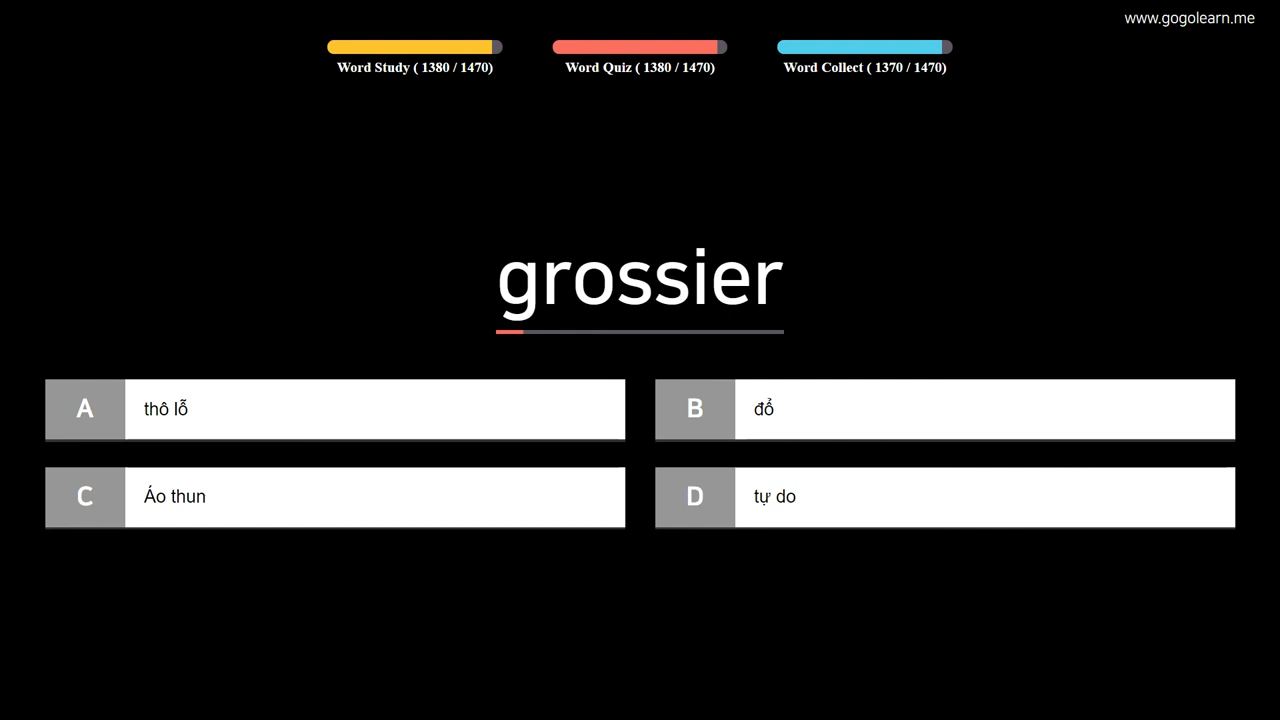 www.gogolearn.me
Word Study ( 1380 / 1470)
Word Quiz ( 1380 / 1470)
Word Collect ( 1370 / 1470)
grossier
A thô lỗ
B đổ
C Áo thun
D tự do